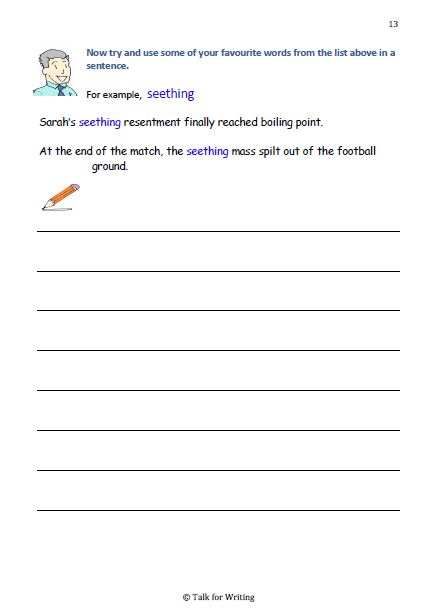 13
Now try and use some of your favourite words from the list above in a
sentence.
For example, seething
Sarah's seething resentment finally reached boiling point.
At the end of the match, the seething mass spilt out of the football
ground.
© Talk for Writing